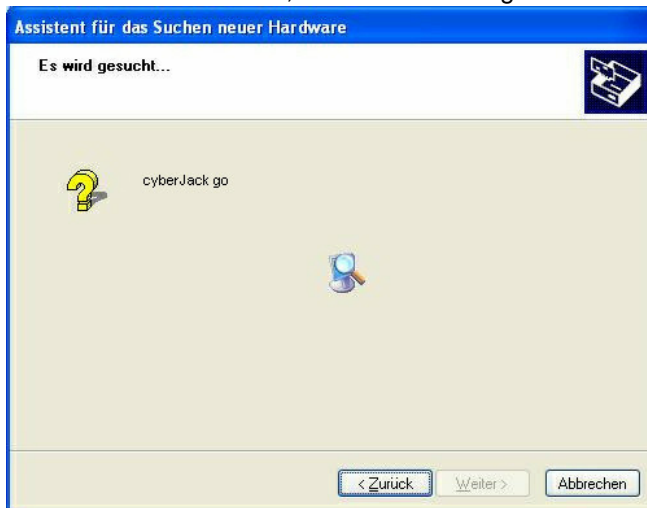 Assistent für das Suchen neuer Hardware
Es wird gesucht...
cyberJack go
< Zurück
Weiter >
Abbrechen